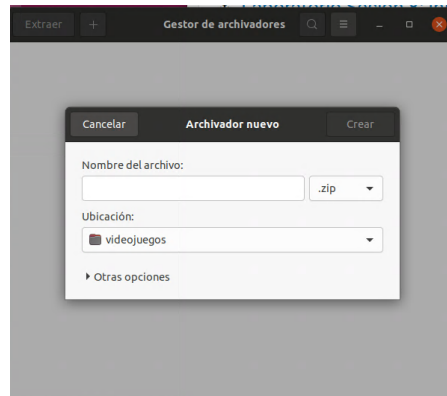 Extraer
Gestor de archivadores
Cancelar
Archivador nuevo
Crear
Nombre del archivo:
.zip
Ubicación:
videojuegos
Otras opciones